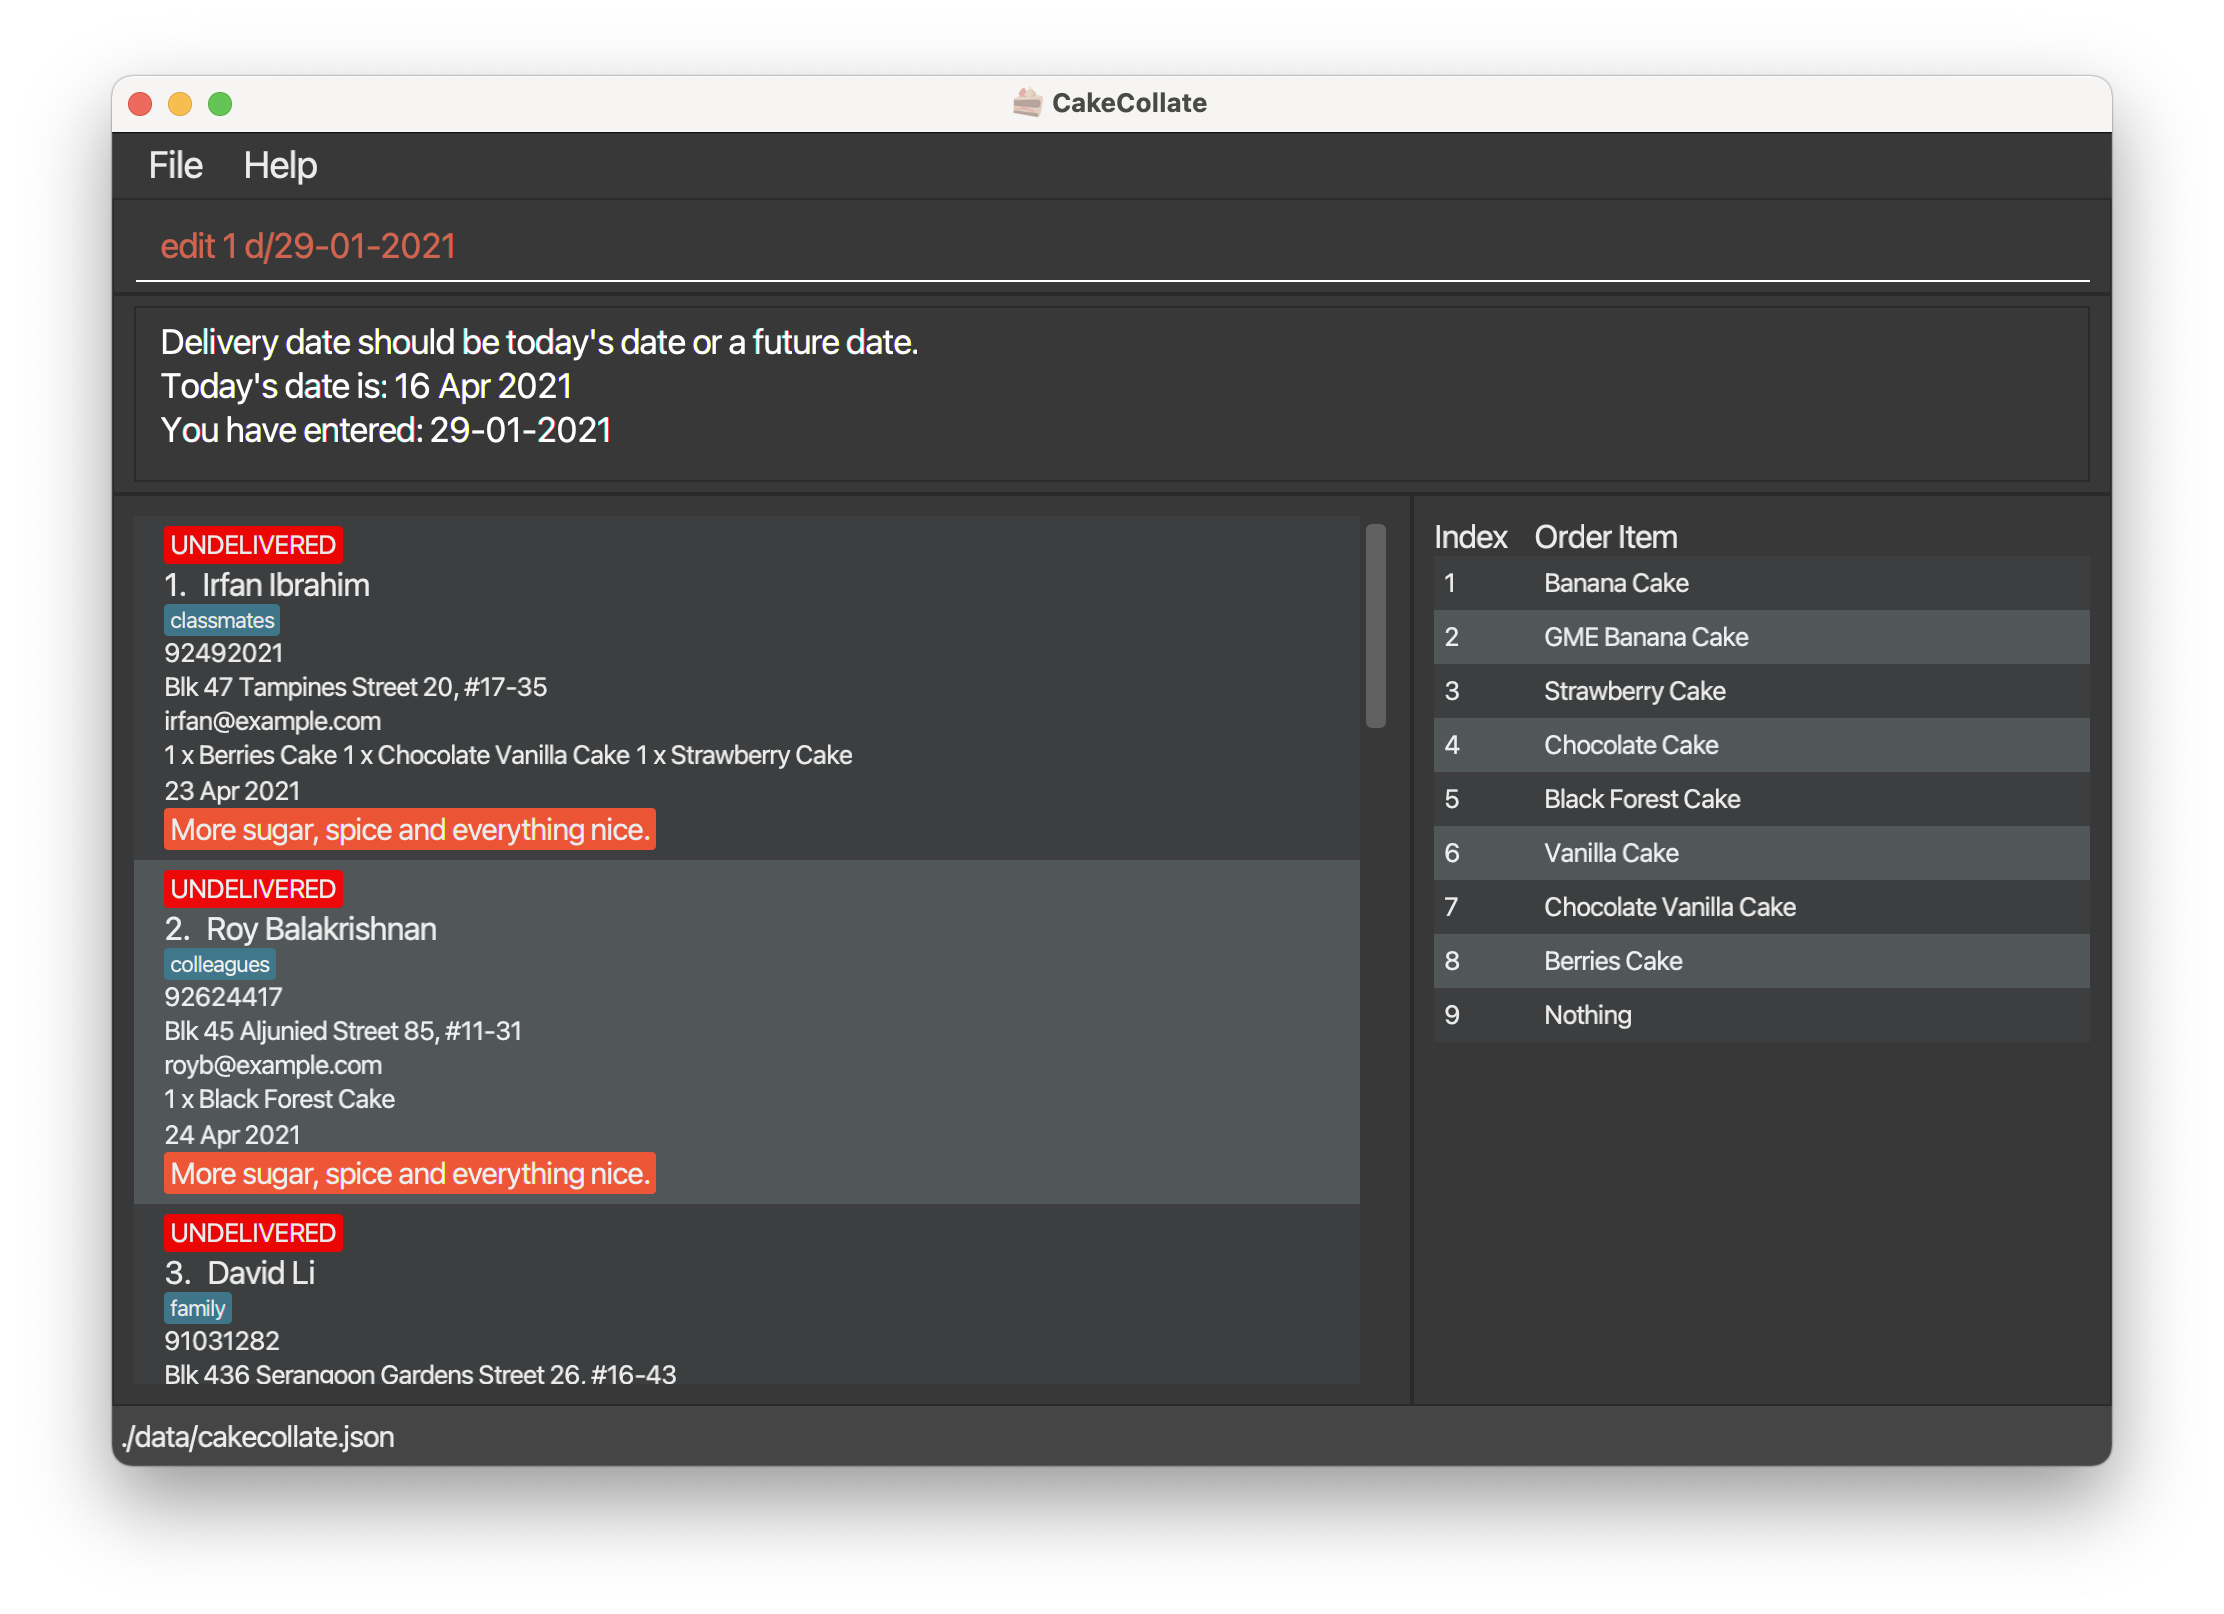 CakeCollate
File Help
edit 1 d/29-01-2021
Delivery date should be today's date or a future date.
Today's date is: 16 Apr 2021
You have entered: 29-01-2021
UNDELIVERED
1. Irfan Ibrahim
classmates
92492021
Blk 47 Tampines Street 20, #17-35
irfan@example.com
1 x Berries Cake 1 x Chocolate Vanilla Cake 1 x Strawberry Cake
23 Apr 2021
More sugar, spice and everything nice.
UNDELIVERED
2. Roy Balakrishnan
colleagues
92624417
Blk 45 Aljunied Street 85, #11-31
royb@example.com
1 x Black Forest Cake
24 Apr 2021
More sugar, spice and everything nice.
UNDELIVERED
3. David Li
family
91031282
Blk 436 Serangoon Gardens Street 26, #16-43
Index Order Item
1 Banana Cake
2 GME Banana Cake
3 Strawberry Cake
4 Chocolate Cake
5 Black Forest Cake
6 Vanilla Cake
7 Chocolate Vanilla Cake
8 Berries Cake
9 Nothing
./data/cakecollate.json